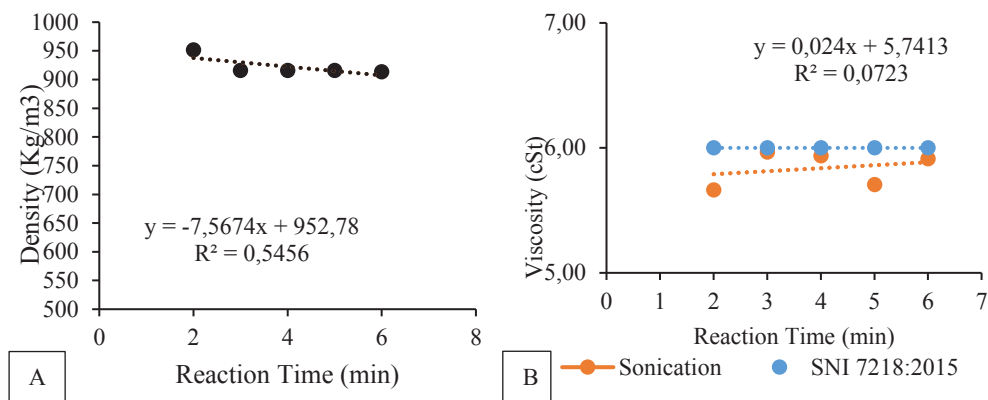 1000
950
900
850
800
750
700
650
600
550
500
Density (Kg/m3)
y = -7,5674x + 952,78
R² = 0,5456
0 2 4 6 8
Reaction Time (min)
A
7,00
6,00
5,00
Viscosity (cSt)
y = 0,024x + 5,7413
R² = 0,0723
0 1 2 3 4 5 6 7
Reaction Time (min)
B
Sonication SNI 7218:2015